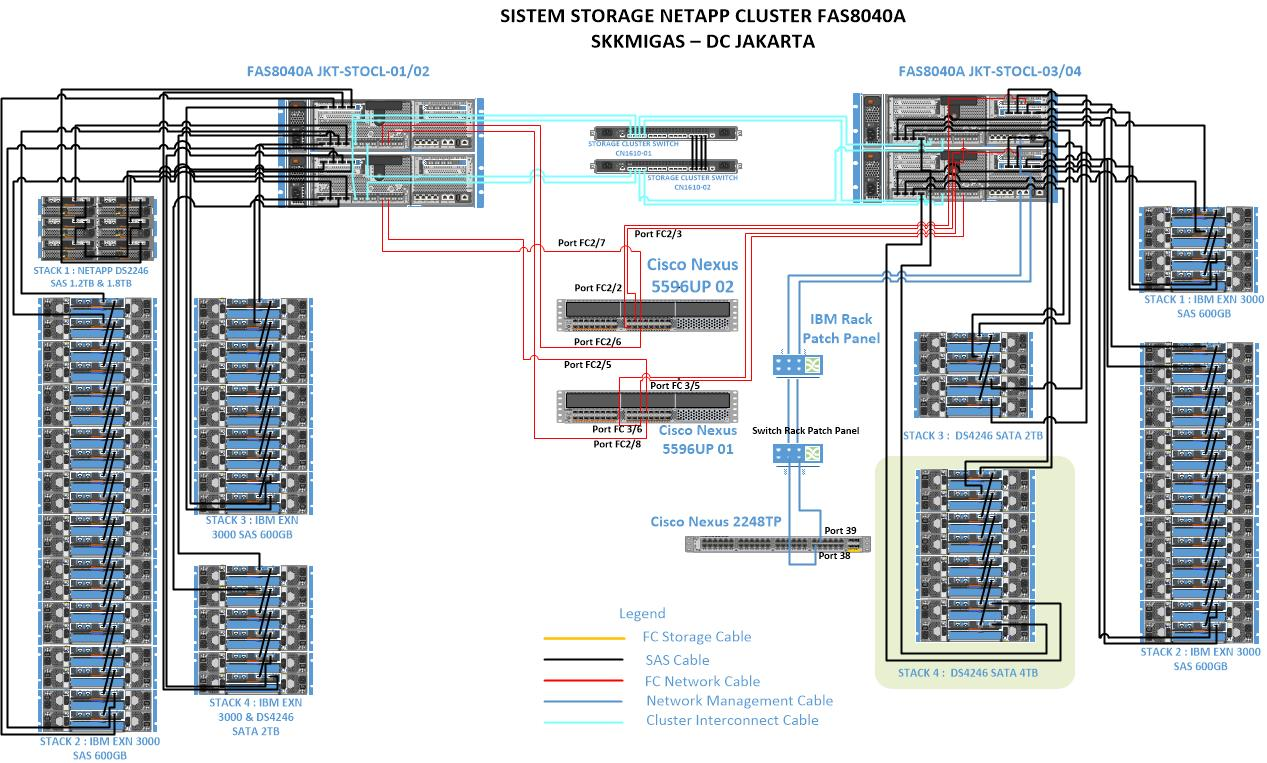 SISTEM STORAGE NETAPP CLUSTER FAS8040A
SKKMIGAS – DC JAKARTA
FAS8040A JKT-STOCL-01/02
FAS8040A JKT-STOCL-03/04
STORAGE CLUSTER SWITCH
CN1610-01
STORAGE CLUSTER SWITCH
CN1610-02
STACK 1 : NETAPP DS2246
SAS 1.2TB & 1.8TB
Port FC2/3
Port FC2/7
Cisco Nexus
5596UP 02
Port FC2/2
Port FC2/6
Port FC2/5
Port FC 3/5
Port FC 3/6
Cisco Nexus
5596UP 01
Port FC2/8
IBM Rack
Patch Panel
Switch Rack Patch Panel
Cisco Nexus 2248TP
Port 39
Port 38
STACK 1 : IBM EXN 3000
SAS 600GB
STACK 3 :  DS4246 SATA 2TB
STACK 3 : IBM EXN
3000 SAS 600GB
STACK 2 : IBM EXN 3000
SAS 600GB
STACK 4 :  DS4246 SATA 4TB
STACK 4 : IBM EXN
3000 & DS4246
SATA 2TB
STACK 2 : IBM EXN 3000
SAS 600GB
Legend
FC Storage Cable
SAS Cable
FC Network Cable
Network Management Cable
Cluster Interconnect Cable